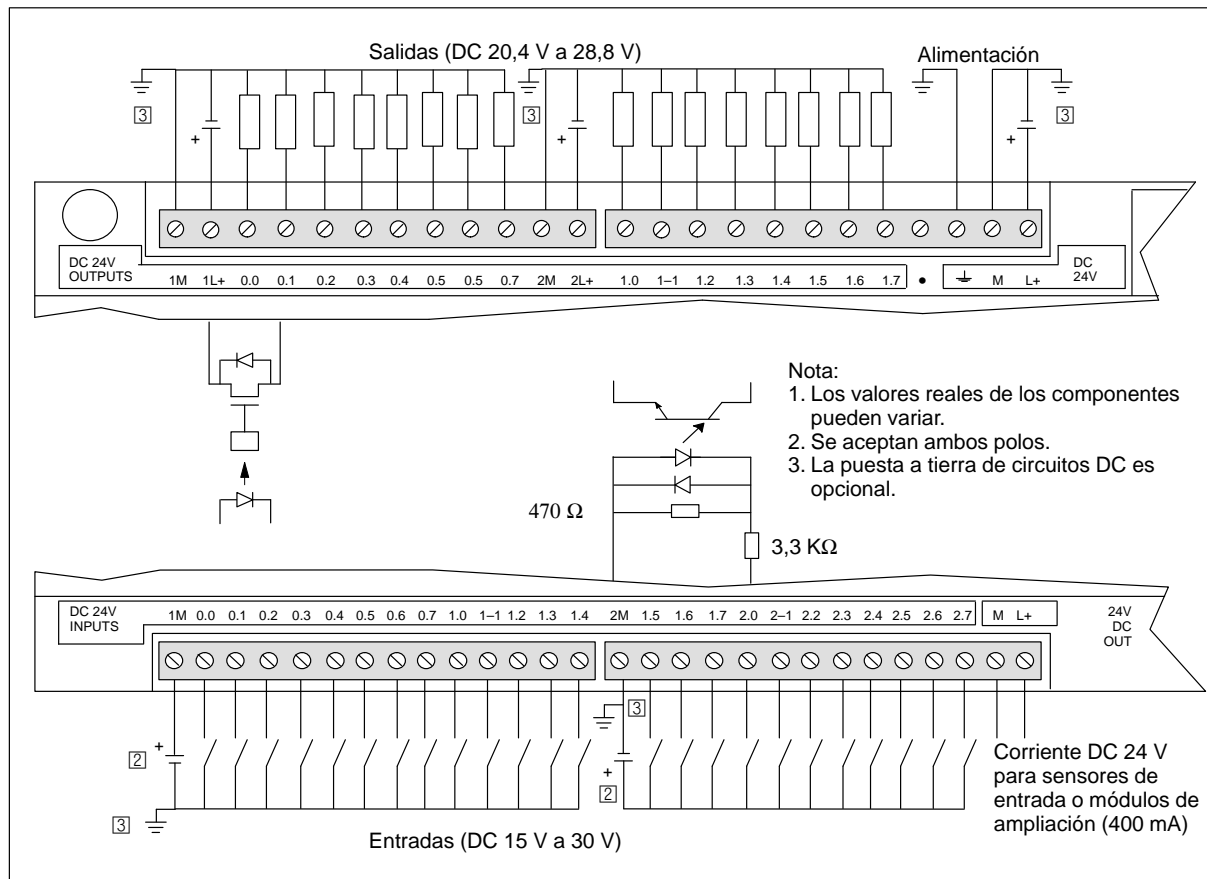 Salidas (DC 20,4 V a 28,8 V)
Alimentación
3
3
3
+
+
+
DC 24V
OUTPUTS
1M 1L+ 0.0 0.1 0.2 0.3 0.4 0.5 0.5 0.7 2M 2L+ 1.0 1–1 1.2 1.3 1.4 1.5 1.6 1.7 M L+
DC
24V
Nota:
1. Los valores reales de los componentes
pueden variar.
2. Se aceptan ambos polos.
3. La puesta a tierra de circuitos DC es
opcional.
470 Ω
3,3 KΩ
DC 24V
INPUTS
1M 0.0 0.1 0.2 0.3 0.4 0.5 0.6 0.7 1.0 1–1 1.2 1.3 1.4 2M 1.5 1.6 1.7 2.0 2–1 2.2 2.3 2.4 2.5 2.6 2.7 M L+
24V
DC
OUT
3
+
2
+
2
3
Corriente DC 24 V
para sensores de
entrada o módulos de
ampliación (400 mA)
Entradas (DC 15 V a 30 V)